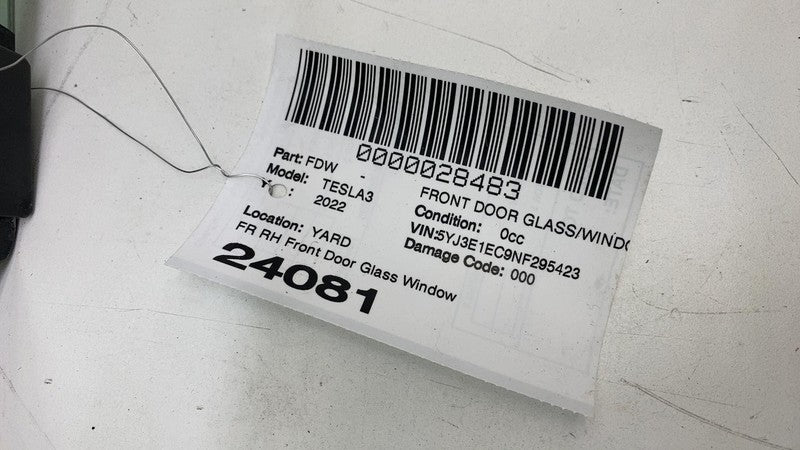 0000028483
Part: FDW
FRONT DOOR GLASS/WINDO
Model: TESLA3
Condition: 0cc
2022
VIN:5YJ3E1EC9NF295423
Location: YARD
Damage Code: 000
FR RH Front Door Glass Window
24081